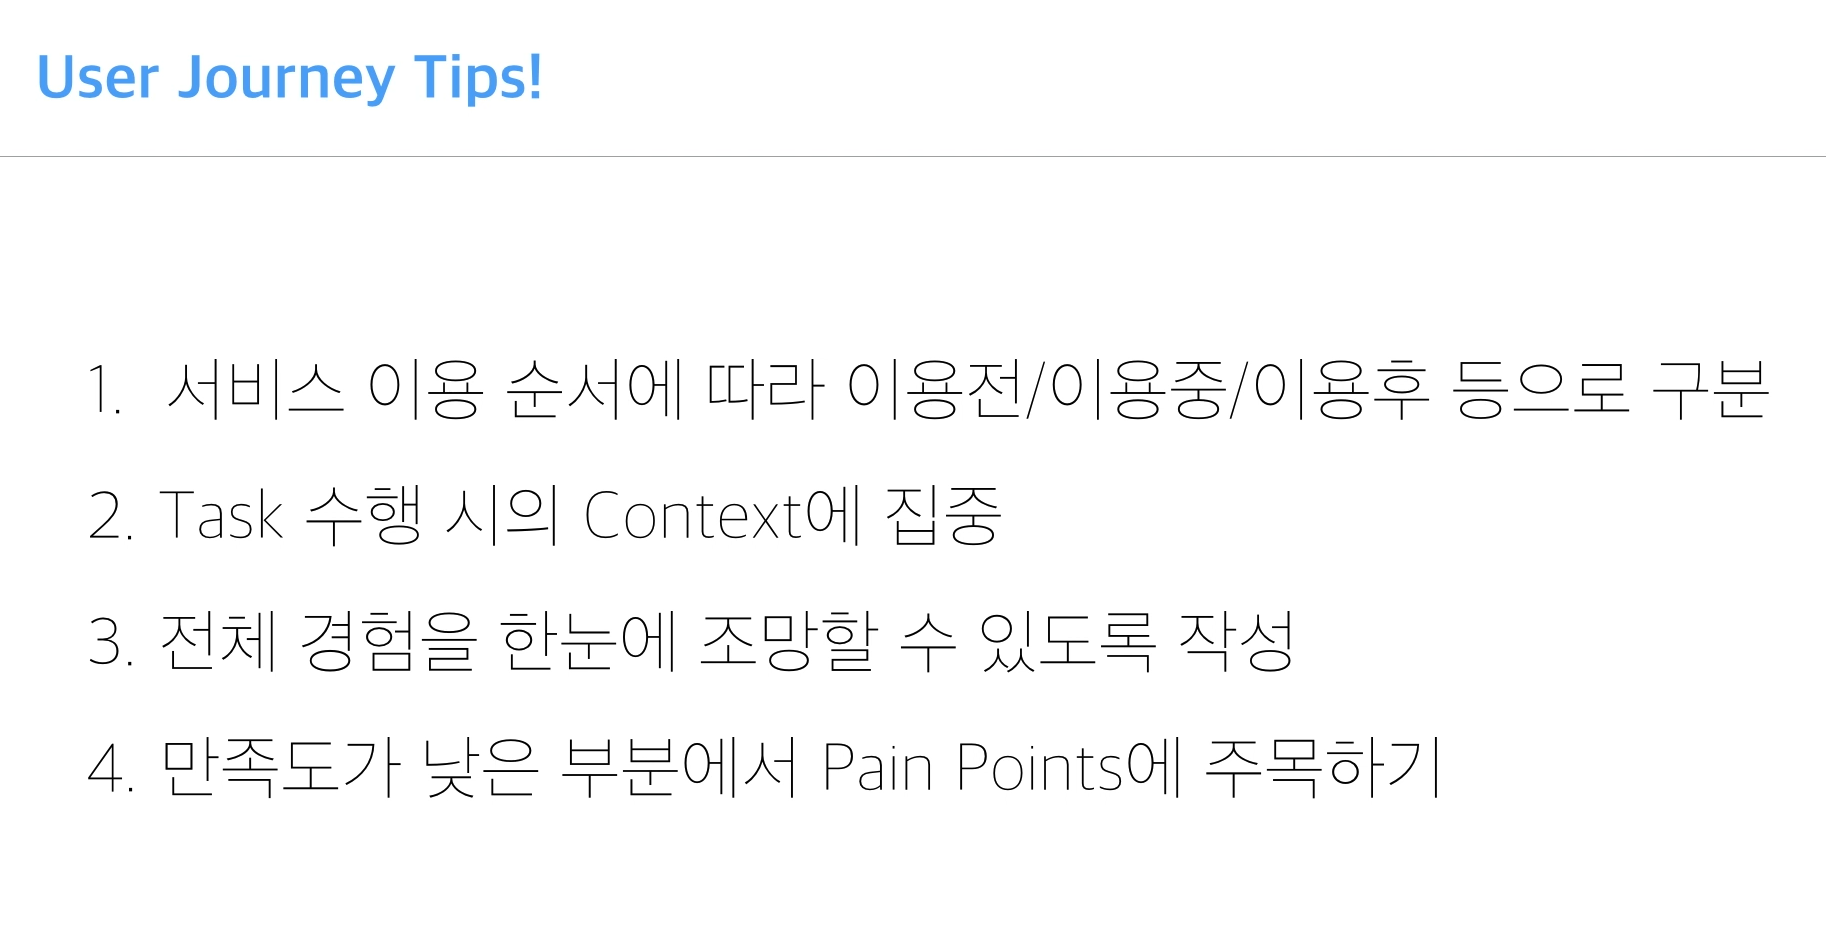 User Journey Tips!
1. 서비스 이용 순서에 따라 이용전/이용중/이용후 등으로 구분
2. Task 수행 시의 Context에 집중
3. 전체 경험을 한눈에 조망할 수 있도록 작성
4. 만족도가 낮은 부분에서 Pain Points에 주목하기